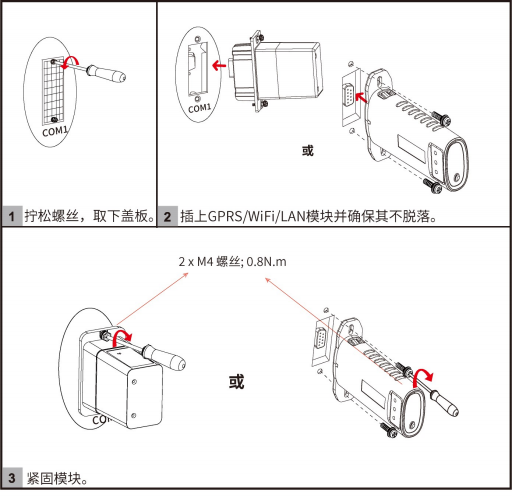 COM1
1 拧松螺丝，取下盖板。
COM1
或
2 插上GPRS/WiFi/LAN模块并确保其不脱落。
2 x M4 螺丝; 0.8N.m
或
CO
3 紧固模块。